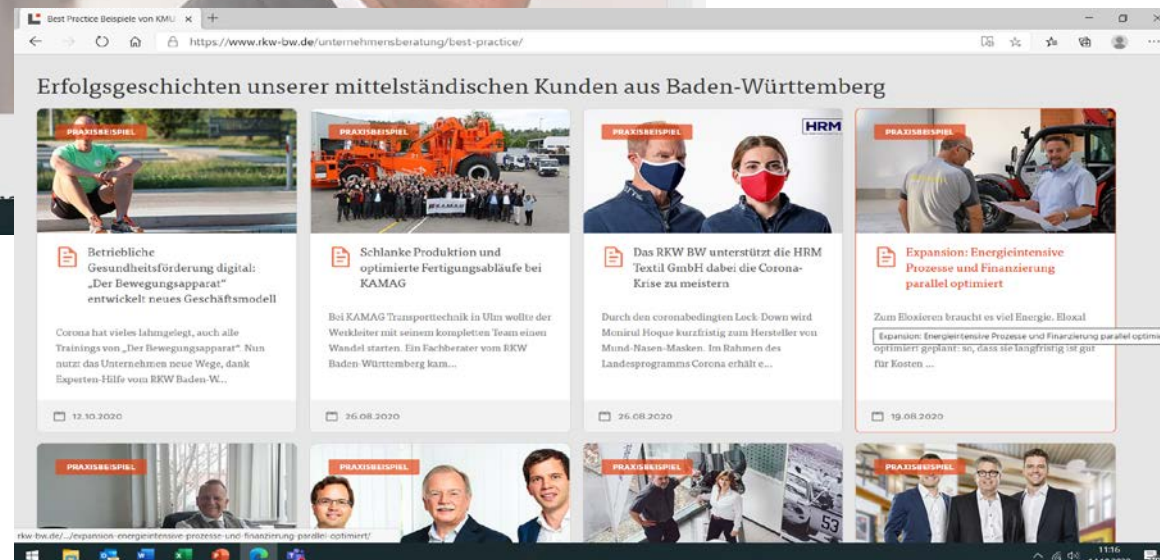 Best Practice Beispiele von KMU
https://www.rkw-bw.de/unternehmensberatung/best-practice/
Erfolgsgeschichten unserer mittelständischen Kunden aus Baden-Württemberg
PRAXISBEISPIEL
Betriebliche
Gesundheitsförderung digital:
„Der Bewegungsapparat“
entwickelt neues Geschäftsmodell
Corona hat vieles lahmgelegt, auch alle
Trainings von „Der Bewegungsapparat“. Nun
nutzt das Unternehmen neue Wege, dank
Experten-Hilfe vom RKW Baden-W...
12.10.2020
PRAXISBEISPIEL
KAMAG
Schlanke Produktion und
optimierte Fertigungsabläufe bei
KAMAG
Bei KAMAG Transporttechnik in Ulm wollte der
Werkleiter mit seinem kompletten Team einen
Wandel starten. Ein Fachberater vom RKW
Baden-Württemberg kam...
26.08.2020
PRAXISBEISPIEL
HRM
Das RKW BW unterstützt die HRM
Textil GmbH dabei die Corona-
Krise zu meistern
Durch den coronabedingten Lock-Down wird
Monirul Hoque kurzfristig zum Hersteller von
Mund-Nasen-Masken. Im Rahmen des
Landesprogramms Corona erhält e...
26.08.2020
PRAXISBEISPIEL
Expansion: Energieintensive
Prozesse und Finanzierung
parallel optimiert
Zum Eloxieren braucht es viel Energie. Eloxal
Expansion: Energieintensive Prozesse und Finanzierung parallel optimie
optimiert geplant: so, dass sie langfristig ist gut
für Kosten ...
19.08.2020
PRAXISBEISPIEL
PRAXISBEISPIEL
PRAXISBEISPIEL
53
PRAXISBEISPIEL
rkw-bw.de/.../expansion-energieintensive-prozesse-und-finanzierung-parallel-optimiert/
11:16